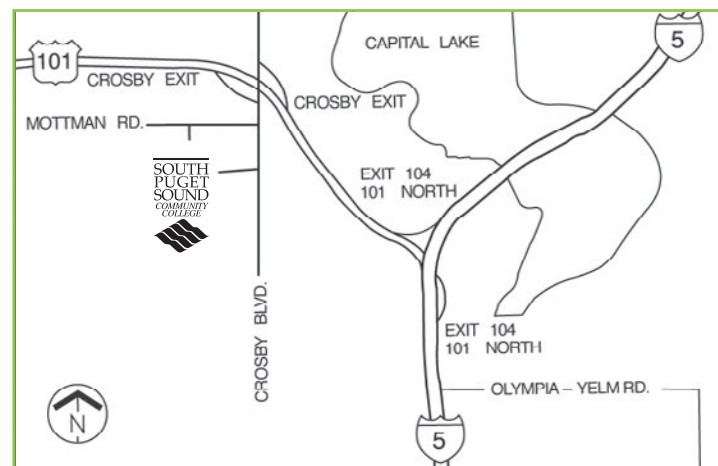 CAPITAL LAKE
5
101
CROSBY EXIT
CROSBY EXIT
MOTTMAN RD.
SOUTH
PUGET
SOUND
COMMUNITY
COLLEGE
EXIT 104
101 NORTH
CROSBY BLVD.
EXIT 104
101 NORTH
OLYMPIA – YELM RD.
N
5